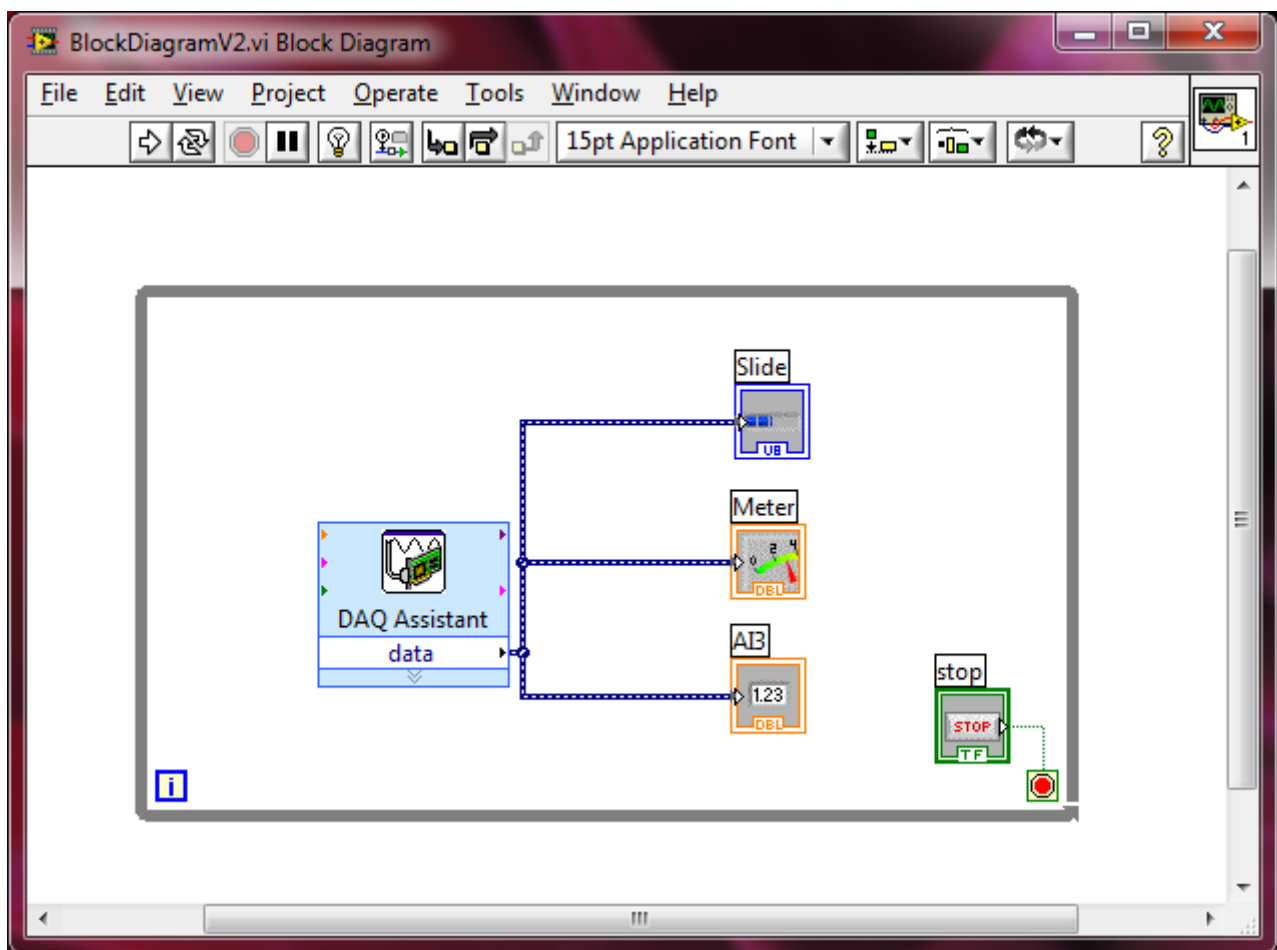 BlockDiagramV2.vi Block Diagram
File Edit View Project Operate Tools Window Help
15pt Application Font
1
Slide
U8
Meter
0 2 4
DBL
DAQ Assistant
data
AI3
1.23
DBL
stop
STOP
TF
i